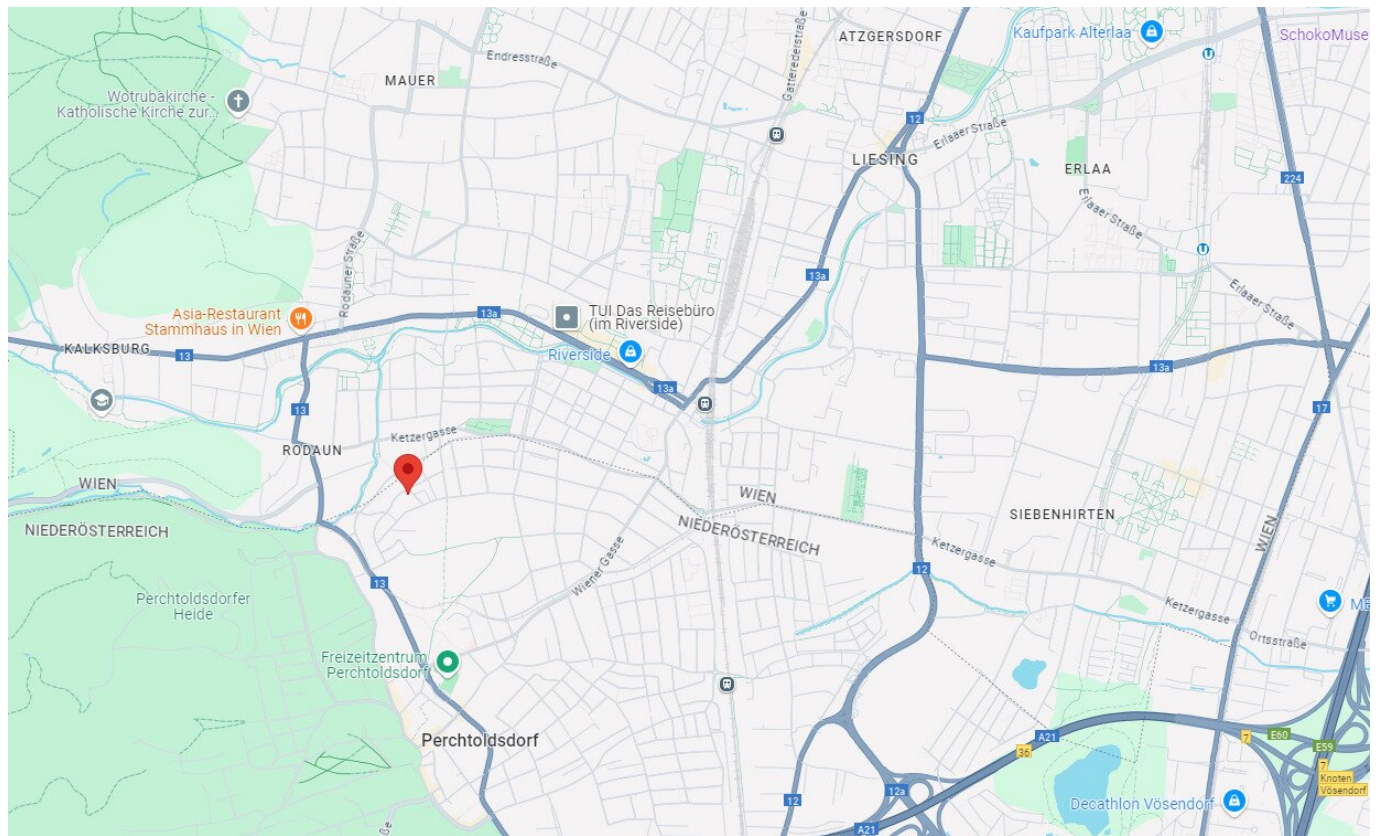 ATZGERSDORF
Kaufpark Alterlaa
SchokoMuse
Endresstraße
Gatterederstraße
MAUER
Wotrubakirche -
Katholische Kirche zur...
12
Erlaaer Straße
LIESING
ERLAA
224
Erlaaer Straße
U
U
Rodauner Straße
13a
Erlaaer Straße
Asia-Restaurant
Stammhaus in Wien
13a
TUI Das Reisebüro
(im Riverside)
KALKSBURG
13
Riverside
13a
13a
13
17
Ketzergasse
RODAUN
WIEN
WIEN
NIEDERÖSTERREICH
NIEDERÖSTERREICH
SIEBENHIRTEN
WIEN
Ketzergasse
Wiener Gasse
12
13
Perchtoldsdorfer
Heide
Ketzergasse
ME
Ortsstraße
Freizeitzentrum
Perchtoldsdorf
Perchtoldsdorf
A21
7
E60
E59
36
7
Knoten
Vösendorf
12a
12
Decathlon Vösendorf
A21